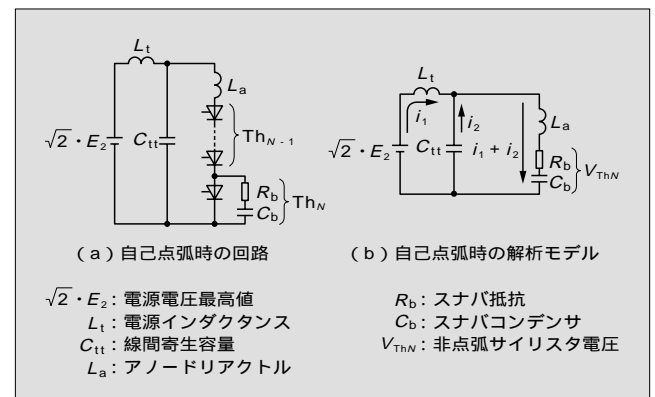 Lt
La
√2・E2
Ctt
ThN-1
Rb
Cb
ThN
(a)自己点弧時の回路
Lt
i1
i2
La
√2・E2
Ctt
i1 + i2
Rb
Cb
VThN
(b)自己点弧時の解析モデル
√2・E2:電源電圧最高値
Lt:電源インダクタンス
Ctt:線間寄生容量
La:アノードリアクトル
Rb:スナバ抵抗
Cb:スナバコンデンサ
VThN:非点弧サイリスタ電圧